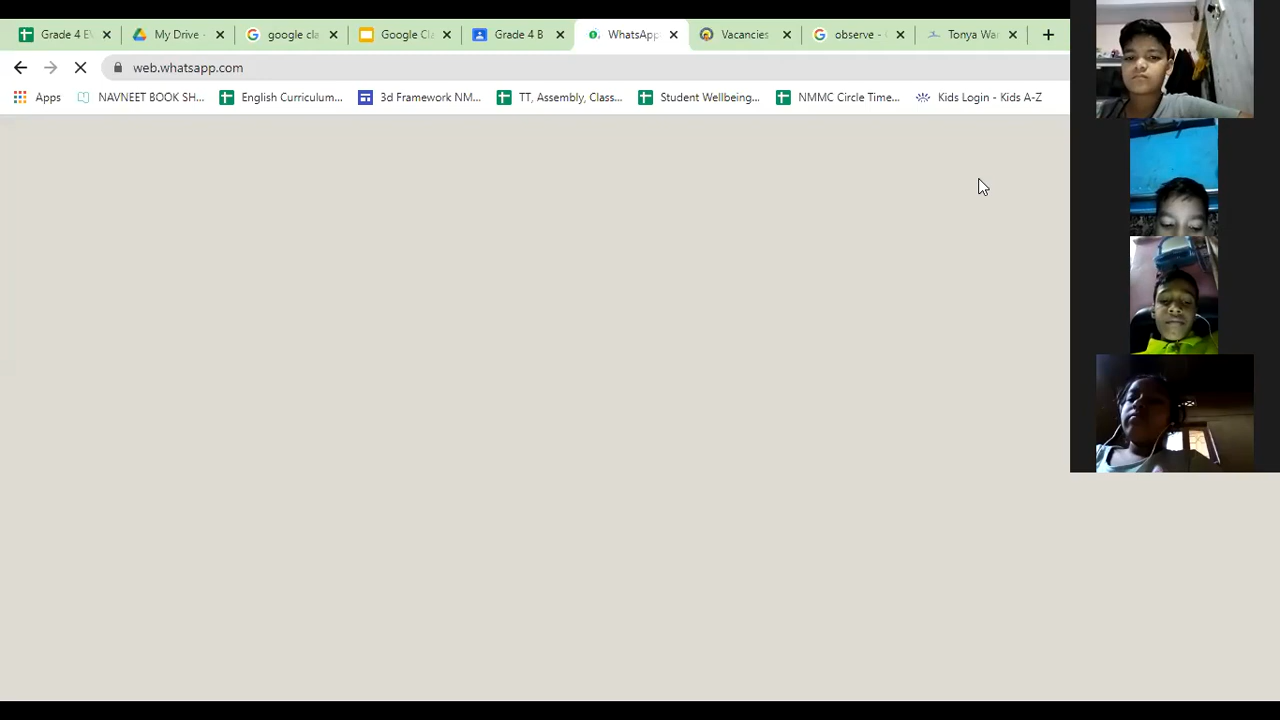 Grade 4 E
My Drive -
google cla
Google Cl
Grade 4 B
WhatsApp
Vacancies
observe -
Tonya Wa
web.whatsapp.com
Apps
NAVNEET BOOK SH...
English Curriculum...
3d Framework NM...
TT, Assembly, Class...
Student Wellbeing...
NMMC Circle Time...
Kids Login - Kids A-Z